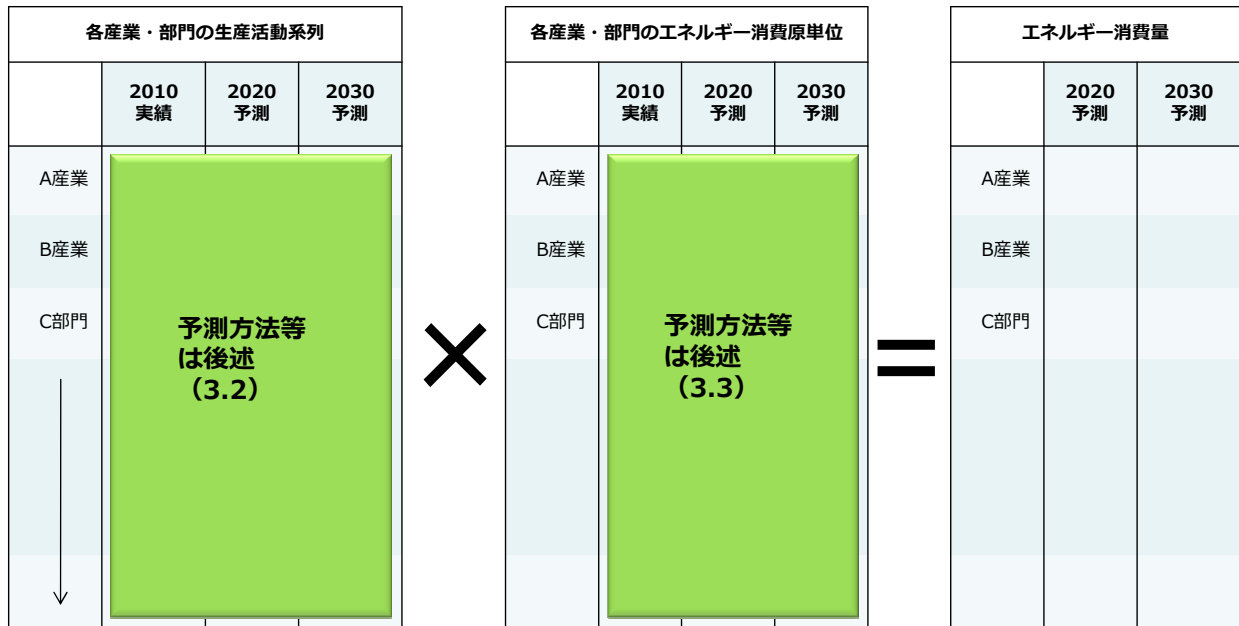 各産業・部門の生産活動系列
2010
実績
2020
予測
2030
予測
A産業
B産業
C部門
予測方法等
は後述
（3.2）
×
各産業・部門のエネルギー消費原単位
2010
実績
2020
予測
2030
予測
A産業
B産業
C部門
予測方法等
は後述
（3.3）
=
エネルギー消費量
2020
予測
2030
予測
A産業
B産業
C部門